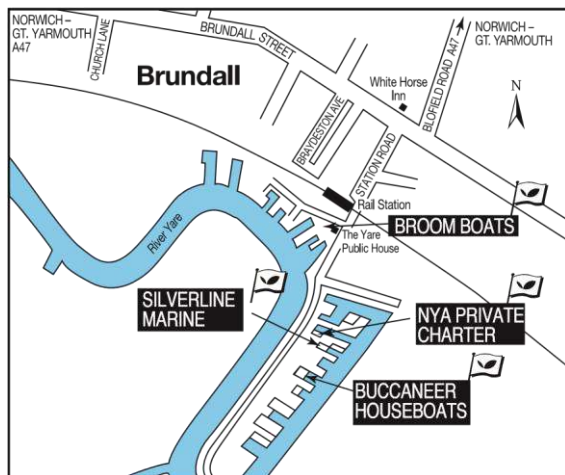 NORWICH –
GT. YARMOUTH
A47
CHURCH LANE
BRUNDALL STREET
NORWICH –
GT. YARMOUTH
BLOFIELD ROAD A47
Brundall
White Horse
Inn
N
BRAYDESTON AVE
STATION ROAD
Rail Station
BROOM BOATS
The Yare
Public House
River Yare
SILVERLINE
MARINE
NYA PRIVATE
CHARTER
BUCCANEER
HOUSEBOATS